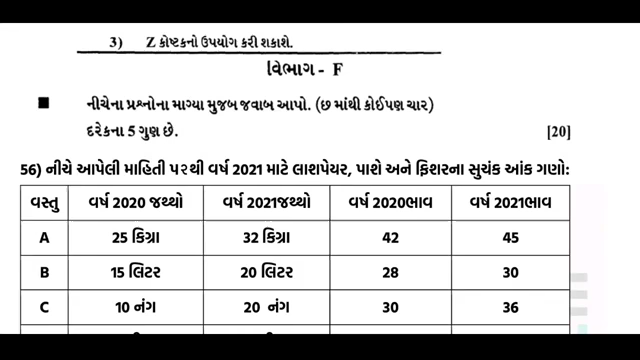 3) Z કોષ્ટકનો ઉપયોગ કરી શકાશે.
વિભાગ - F
■ નીચેના પ્રશ્નોના માગ્યા મુજબ જવાબ આપો. (છ માંથી કોઈપણ ચાર)
દરેકના 5 ગુણ છે. [20]
56) નીચે આપેલી માહિતી પરથી વર્ષ 2021 માટે લાશપેયર, પાશે અને ફિશરના સુચંક આંક ગણો:
વસ્તુ વર્ષ 2020 જથ્થો વર્ષ 2021જથ્થો વર્ષ 2020ભાવ વર્ષ 2021ભાવ
A 25 કિગ્રા 32 કિગ્રા 42 45
B 15 લિટર 20 લિટર 28 30
C 10 નંગ 20 નંગ 30 36